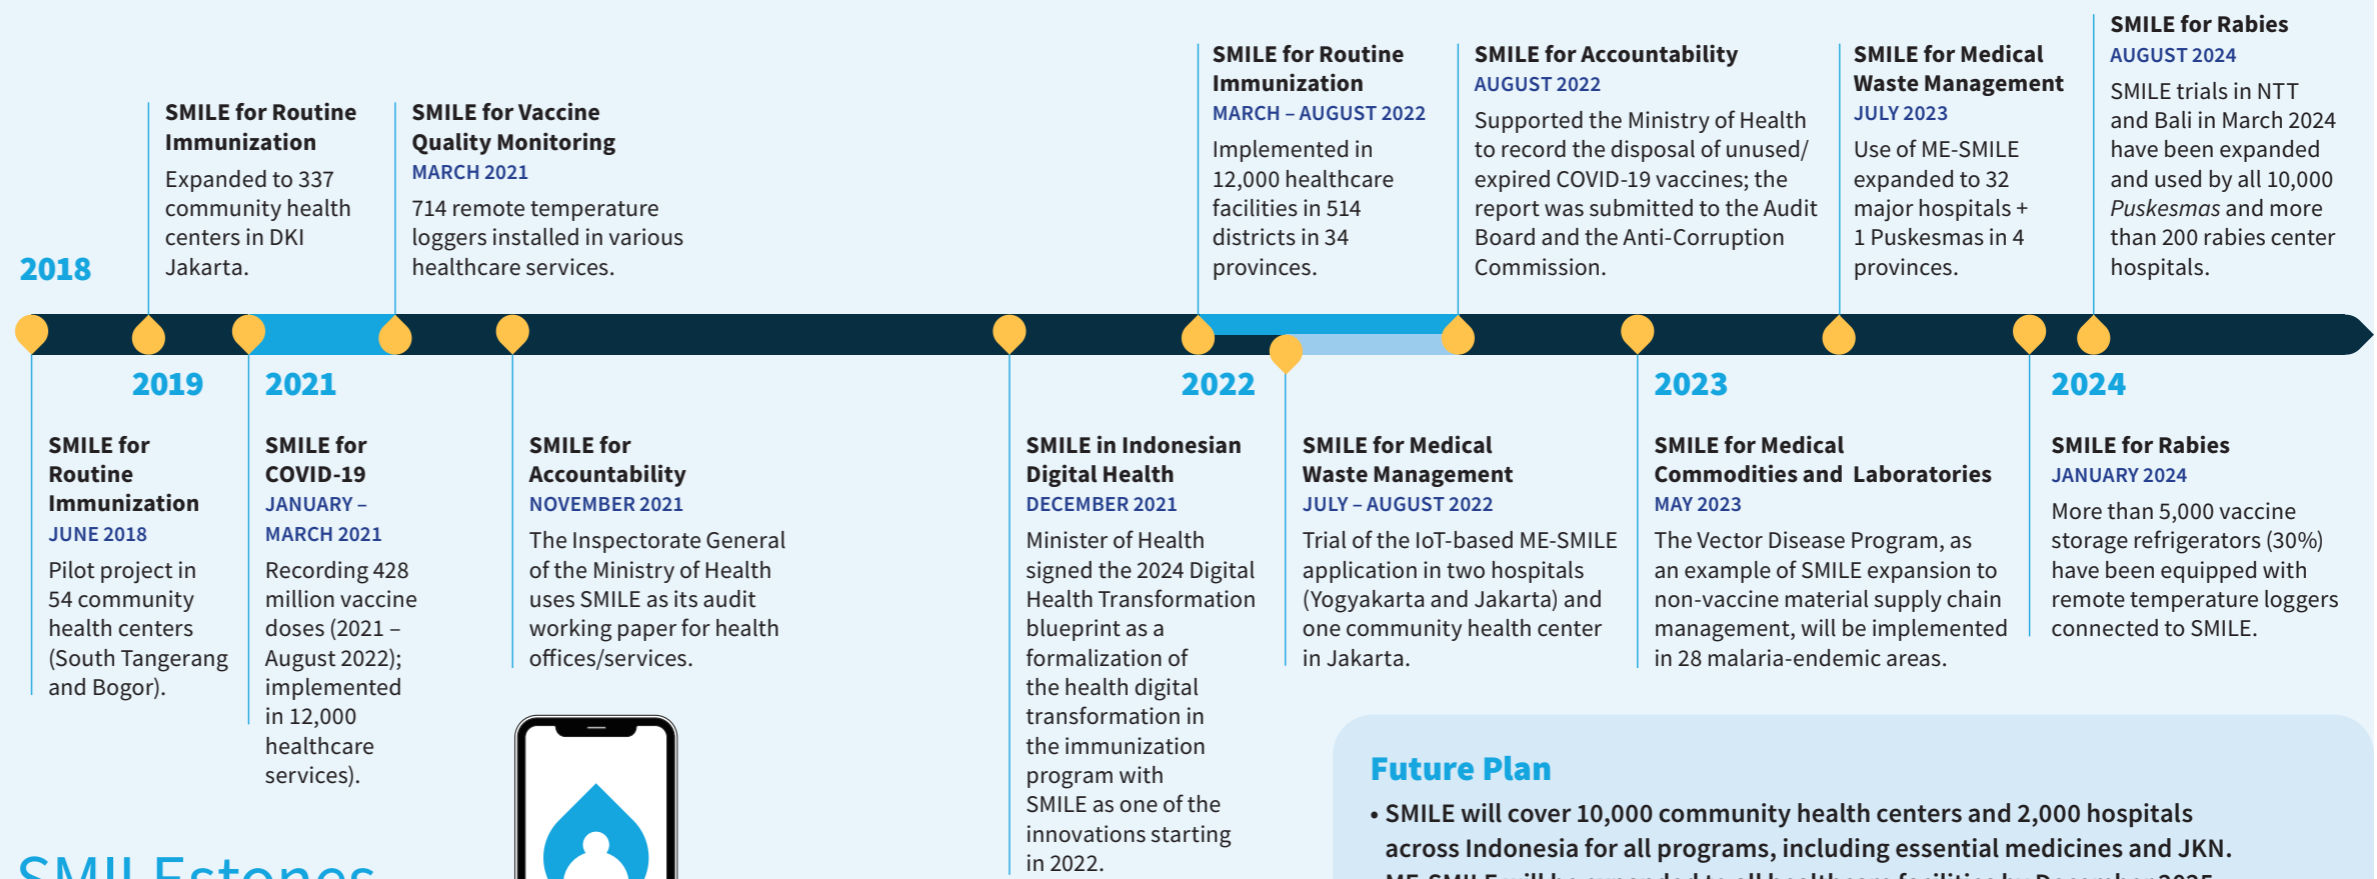 2018
SMILE for Routine
Immunization
Expanded to 337
community health
centers in DKI
Jakarta.
SMILE for Vaccine
Quality Monitoring
MARCH 2021
714 remote temperature
loggers installed in various
healthcare services.
SMILE for Routine
Immunization
MARCH – AUGUST 2022
Implemented in
12,000 healthcare
facilities in 514
districts in 34
provinces.
SMILE for Accountability
AUGUST 2022
Supported the Ministry of Health
to record the disposal of unused/
expired COVID-19 vaccines; the
report was submitted to the Audit
Board and the Anti-Corruption
Commission.
SMILE for Medical
Waste Management
JULY 2023
Use of ME-SMILE
expanded to 32
major hospitals +
1 Puskesmas in 4
provinces.
SMILE for Rabies
AUGUST 2024
SMILE trials in NTT
and Bali in March 2024
have been expanded
and used by all 10,000
Puskesmas and more
than 200 rabies center
hospitals.
2019
2021
2022
2023
2024
SMILE for
Routine
Immunization
JUNE 2018
Pilot project in
54 community
health centers
(South Tangerang
and Bogor).
SMILE for
COVID-19
JANUARY –
MARCH 2021
Recording 428
million vaccine
doses (2021 –
August 2022);
implemented
in 12,000
healthcare
services).
SMILE for
Accountability
NOVEMBER 2021
The Inspectorate General
of the Ministry of Health
uses SMILE as its audit
working paper for health
offices/services.
SMILE in Indonesian
Digital Health
DECEMBER 2021
Minister of Health
signed the 2024 Digital
Health Transformation
blueprint as a
formalization of
the health digital
transformation in
the immunization
program with
SMILE as one of the
innovations starting
in 2022.
SMILE for Medical
Waste Management
JULY – AUGUST 2022
Trial of the IoT-based ME-SMILE
application in two hospitals
(Yogyakarta and Jakarta) and
one community health center
in Jakarta.
SMILE for Medical
Commodities and Laboratories
MAY 2023
The Vector Disease Program, as
an example of SMILE expansion to
non-vaccine material supply chain
management, will be implemented
in 28 malaria-endemic areas.
SMILE for Rabies
JANUARY 2024
More than 5,000 vaccine
storage refrigerators (30%)
have been equipped with
remote temperature loggers
connected to SMILE.
SMILEstones
Future Plan
• SMILE will cover 10,000 community health centers and 2,000 hospitals
across Indonesia for all programs, including essential medicines and JKN.
ME-SMILE will be expanded to all healthcare facilities by December 2025